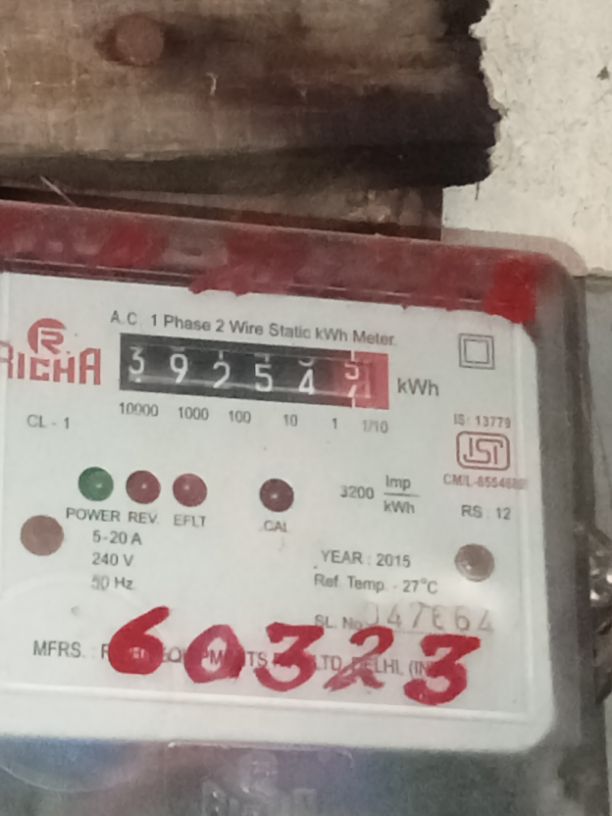 A.C. 1 Phase 2 Wire Static kWh Meter.
RICHA
3 9 2 5 4 5 kWh
10000 1000 100 10 1 1/10
CL - 1
IS: 13779
ISI
3200 Imp/kWh
RS : 12
POWER REV. EFLT CAL
5-20 A
240 V
50 Hz
YEAR : 2015
Ref. Temp. - 27°C
SL. No.
MFRS. :
60323